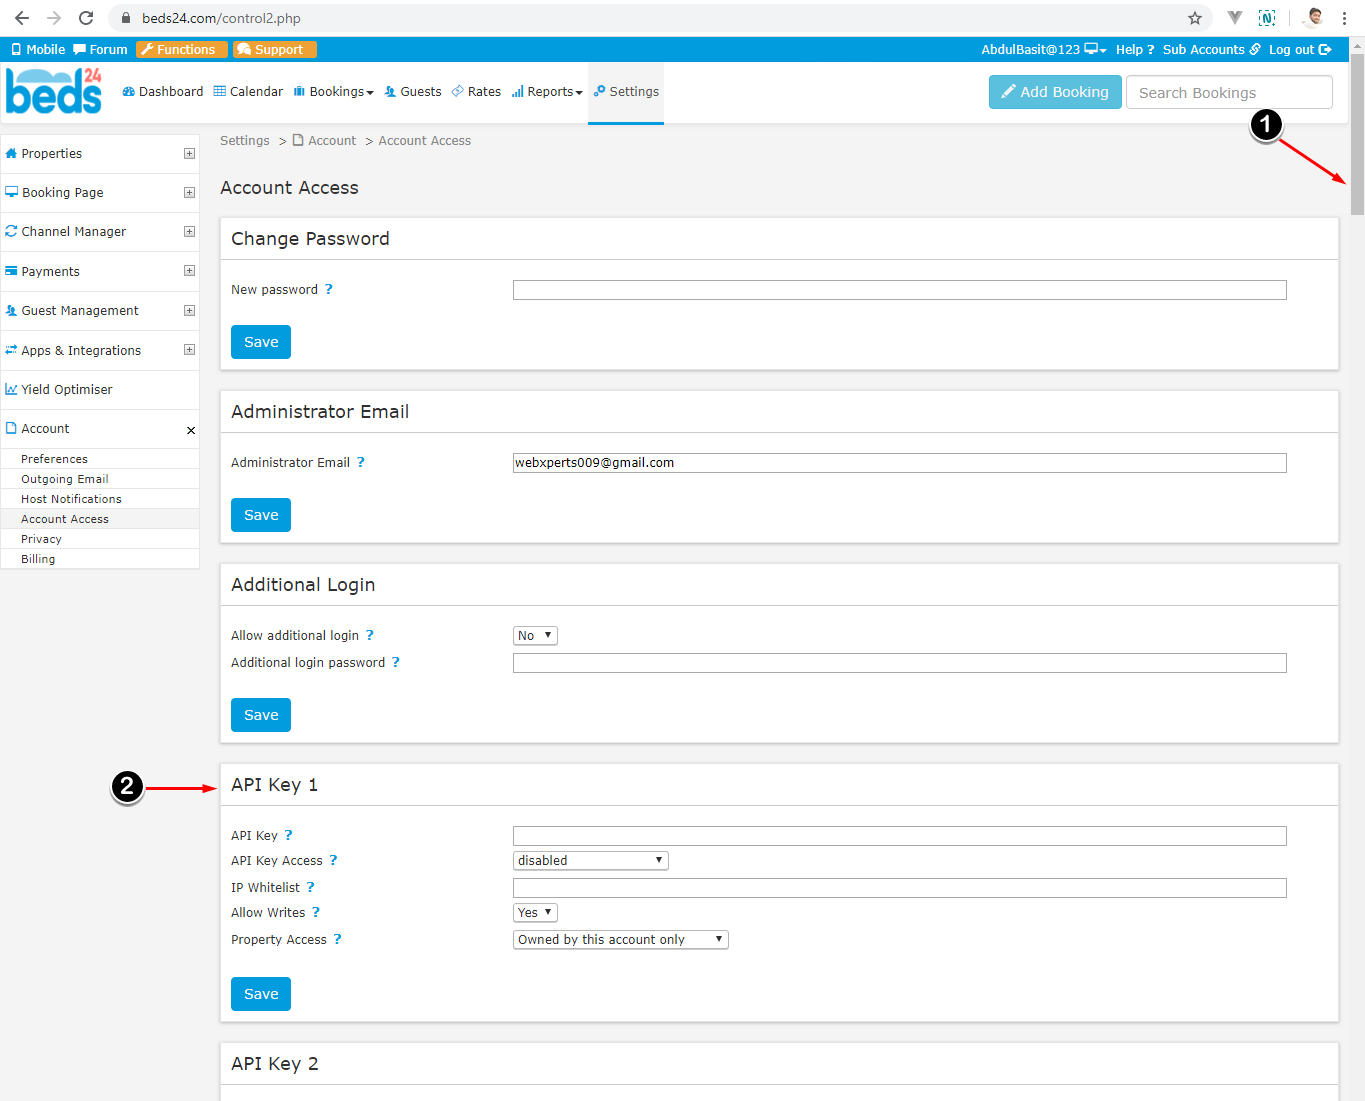 beds24.com/control2.php
Mobile Forum Functions Support AbdulBasit@123 Help ? Sub Accounts Log out
beds24 Dashboard Calendar Bookings Guests Rates Reports Settings Add Booking Search Bookings
1
Settings > Account > Account Access
Properties
Booking Page
Channel Manager
Payments
Guest Management
Apps & Integrations
Yield Optimiser
Account
Preferences
Outgoing Email
Host Notifications
Account Access
Privacy
Billing
Account Access
Change Password
New password ?
Save
Administrator Email
Administrator Email ? webxperts009@gmail.com
Save
Additional Login
Allow additional login ? No
Additional login password ?
Save
2
API Key 1
API Key ?
API Key Access ? disabled
IP Whitelist ?
Allow Writes ? Yes
Property Access ? Owned by this account only
Save
API Key 2